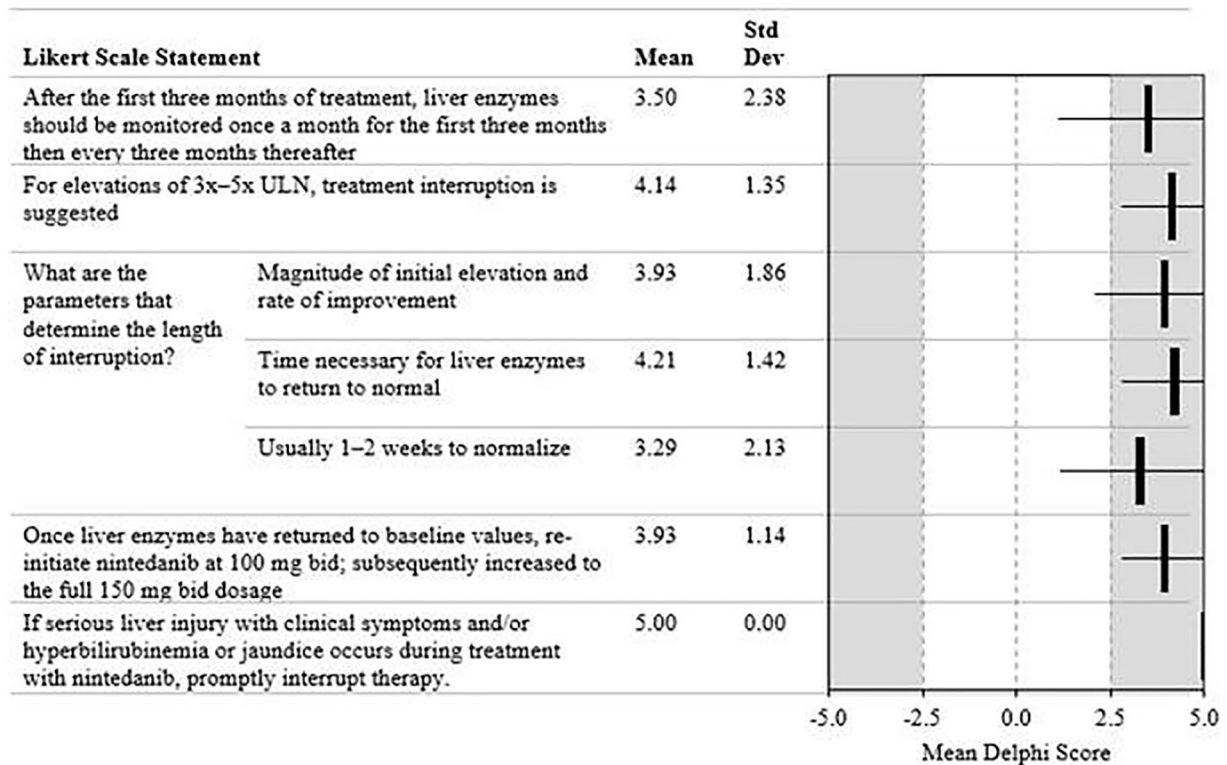 Likert Scale Statement Mean Std Dev
After the first three months of treatment, liver enzymes 3.50 2.38
should be monitored once a month for the first three months
then every three months thereafter
For elevations of 3x–5x ULN, treatment interruption is 4.14 1.35
suggested
What are the
parameters that
determine the length
of interruption?
Magnitude of initial elevation and 3.93 1.86
rate of improvement
Time necessary for liver enzymes 4.21 1.42
to return to normal
Usually 1–2 weeks to normalize 3.29 2.13
Once liver enzymes have returned to baseline values, re- 3.93 1.14
initiate nintedanib at 100 mg bid; subsequently increased to
the full 150 mg bid dosage
If serious liver injury with clinical symptoms and/or 5.00 0.00
hyperbilirubinemia or jaundice occurs during treatment
with nintedanib, promptly interrupt therapy.
-5.0 -2.5 0.0 2.5 5.0
Mean Delphi Score